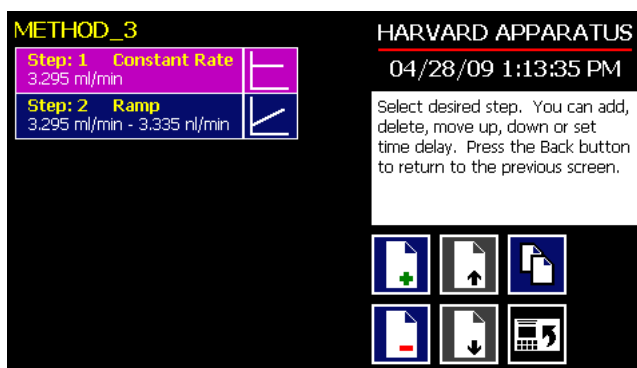 METHOD_3
Step: 1 Constant Rate
3.295 ml/min
Step: 2 Ramp
3.295 ml/min - 3.335 nl/min
HARVARD APPARATUS
04/28/09 1:13:35 PM
Select desired step. You can add,
delete, move up, down or set
time delay. Press the Back button
to return to the previous screen.